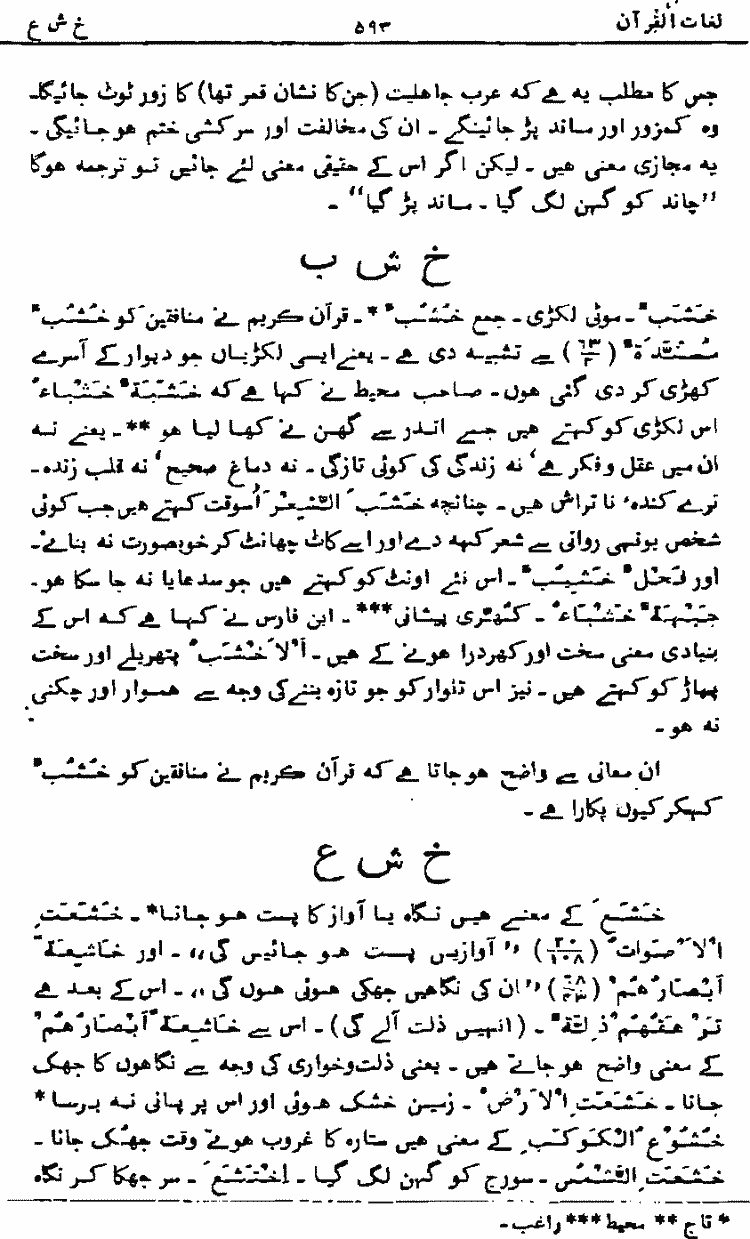 لغات القرآن ۵۹۳ خ ش ع
جس کا مطلب یہ ہے کہ عرب جاہلیت (جن کا نشان قمر تھا) کا زور ٹوٹ جائیگا۔
وہ کمزور اور ماند پڑ جائینگے ۔ ان کی مخالفت اور سرکشی ختم ہو جائیگی ۔
یہ مجازی معنی ہیں ۔ لیکن اگر اس کے حقیقی معنی لئے جائیں تو ترجمہ ہوگا
”چاند کو گہن لگ گیا ۔ ماند پڑ گیا“ ۔
خ ش ب
خَشَبٌ ۔ موٹی لکڑی ۔ جمع خُشُبٌ * ۔ قرآن کریم نے منافقین کو خُشُبٌ
مُسَنَّدَۃٌ (۶۳/۴) سے تشبیہ دی ہے ۔ یعنے ایسی لکڑیاں جو دیوار کے آسرے
کھڑی کر دی گئی ہوں ۔ صاحب محیط نے کہا ہے کہ خَشَبَۃٌ خَشْبَاءُ
اس لکڑی کو کہتے ہیں جسے اندر سے گھن نے کھا لیا ہو ** ۔ یعنے نہ
ان میں عقل و فکر ہے، نہ زندگی کی کوئی تازگی ۔ نہ دماغ صحیح، نہ قلب زندہ ۔
نرے کندہٴ نا تراش ہیں ۔ چنانچہ خَشَبَ الشِّعْرَ اُسوقت کہتے ہیں جب کوئی
شخص یونہی روانی سے شعر کہہ دے اور اسے کاٹ چھانٹ کر خوبصورت نہ بنائے۔
اور فَحْلٌ خَشِیْبٌ ۔ اس نئے اونٹ کو کہتے ہیں جو سدھایا نہ جا سکا ہو ۔
جَبْہَۃٌ خَشْبَاءُ ۔ کھتری پیشانی *** ۔ ابن فارس نے کہا ہے کہ اس کے
بنیادی معنی سخت اور کھردرا ہونے کے ہیں ۔ اَلْاَخْشَبُ پتھریلے اور سخت
پہاڑ کو کہتے ہیں ۔ نیز اس تلوار کو جو تازہ بننے کی وجہ سے ہموار اور چکنی
نہ ہو ۔
ان معانی سے واضح ہو جاتا ہے کہ قرآن کریم نے منافقین کو خُشُبٌ
کہہکر کیوں پکارا ہے ۔
خ ش ع
خَشَعَ کے معنے ہیں نگاہ یا آواز کا پست ہو جانا * ۔ خَشَعَتِ
الْاَصْوَاتُ (۲۰/۱۰۸) ”آوازیں پست ہو جائیں گی“ ۔ اور خَاشِعَۃً
اَبْصَارُھُمْ (۶۸/۴۳) ”ان کی نگاہیں جھکی ہوئی ہوں گی“ ۔ اس کے بعد ہے
تَرْھَقُھُمْ ذِلَّۃٌ ۔ (انہیں ذلت آلے گی) ۔ اس سے خَاشِعَۃً اَبْصَارُھُمْ
کے معنی واضح ہو جاتے ہیں ۔ یعنی ذلت و خواری کی وجہ سے نگاہوں کا جھک
جانا ۔ خَشَعَتِ الْاَرْضُ ۔ زمین خشک ہوئی اور اس پر پانی نہ برسا *
خُشُوْعُ الْکَوْکَبِ کے معنی ہیں ستارہ کا غروب ہوتے وقت جھک جانا ۔
خَشَعَتِ الشَّمْسُ ۔ سورج کو گہن لگ گیا ۔ اِخْتَشَعَ ۔ سر جھکا کر نگاہ
* تاج ** محیط *** راغب ۔